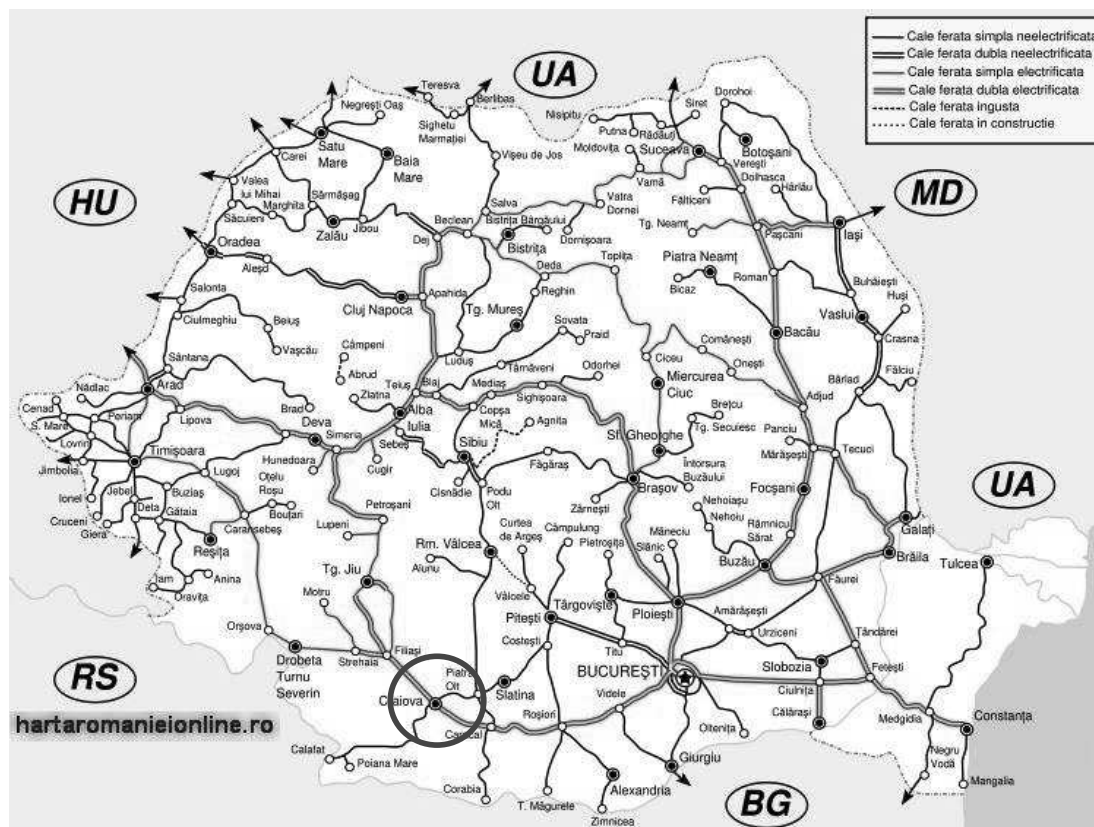 Cale ferata simpla neelectrificata
Cale ferata dubla neelectrificata
Cale ferata simpla electrificata
Cale ferata dubla electrificata
Cale ferata ingusta
Cale ferata in constructie
UA
Teresva
Berlibas
Negrești Oaș
Sighetu
Marmației
Satu
Mare
Baia
Mare
Vișeu de Jos
Nisipitu
Siret
Dorohoi
Putna
Rădăuți
Moldovița
Suceava
Botoșani
Verești
Vamă
Dolhasca
Hârlău
Fălticeni
Carei
HU
MD
Valea
lui Mihai
Sărmășag
Marghita
Săcuieni
Zalău
Jibou
Salva
Beclean
Bistrița Bârgăului
Dej
Bistrița
Vatra
Dornei
Dornișoara
Tg. Neamț
Pașcani
Iași
Oradea
Aleșd
Deda
Toplița
Piatra Neamț
Roman
Bicaz
Buhăiești
Huși
Salonta
Apahida
Cluj Napoca
Reghin
Tg. Mureș
Ciulmeghiu
Beiuș
Vașcău
Sovata
Praid
Bacău
Vaslui
Crasna
Comănești
Onești
Câmpeni
Abrud
Luduș
Târnăveni
Ciceu
Miercurea
Ciuc
Odorhei
Sântana
Nădlac
Arad
Zlatna
Teiuș
Blaj
Mediaș
Sighișoara
Bârlad
Fălciu
Adjud
Cenad
S. Mare
Periam
Lovrin
Lipova
Brad
Deva
Simeria
Alba
Iulia
Copșa
Mică
Agnita
Brețcu
Tg. Secuiesc
Sf. Gheorghe
Panciu
Mărășești
Tecuci
Jimbolia
Timișoara
Lugoj
Hunedoara
Sebeș
Cugir
Sibiu
Făgăraș
Întorsura
Buzăului
Brașov
UA
Ionel
Jebel
Buziaș
Oțelu
Roșu
Cisnădie
Podu
Olt
Zărnești
Nehoiașu
Nehoiu
Focșani
Cruceni
Giera
Deta
Gătaia
Caransebeș
Bouțari
Petroșani
Lupeni
Curtea
de Argeș
Câmpulung
Pietroșița
Măneciu
Slănic
Râmnicu
Sărat
Galați
Reșița
Rm. Vâlcea
Alunu
Buzău
Brăila
Tulcea
Iam
Anina
Oravița
Tg. Jiu
Motru
Vâlcele
Târgoviște
Pitești
Ploiești
Făurei
Amărășești
Urziceni
Orșova
Filiași
Strehaia
Costești
Titu
Țăndărei
Slobozia
RS
Drobeta
Turnu
Severin
Piatra
Olt
Slatina
BUCUREȘTI
Ciulnița
Fetești
hartaromanieionline.ro
Craiova
Caracal
Roșiori
Videle
Oltenița
Călărași
Medgidia
Constanța
Calafat
Poiana Mare
Corabia
Giurgiu
Alexandria
T. Măgurele
Zimnicea
BG
Negru
Vodă
Mangalia